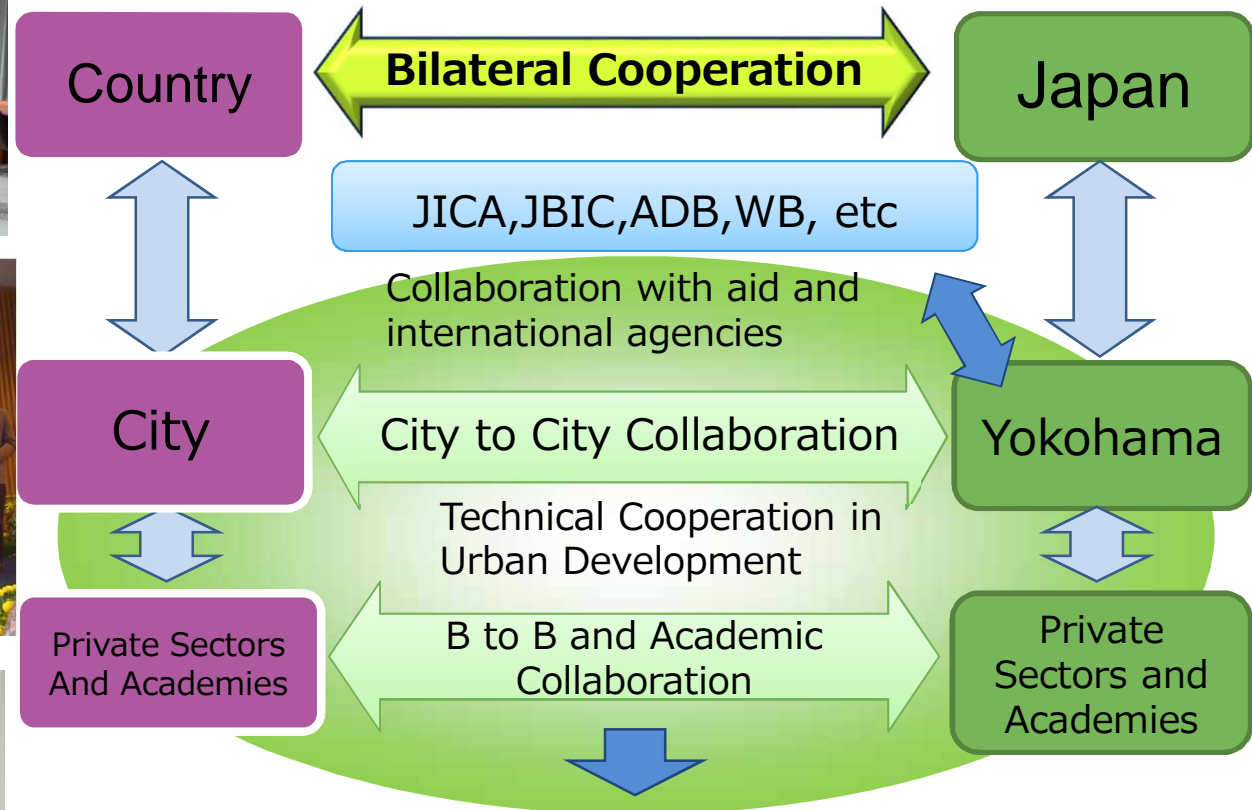 Country
Bilateral Cooperation
Japan
JICA,JBIC,ADB,WB, etc
Collaboration with aid and
international agencies
City
City to City Collaboration
Yokohama
Technical Cooperation in
Urban Development
Private Sectors
And Academies
B to B and Academic
Collaboration
Private
Sectors and
Academies